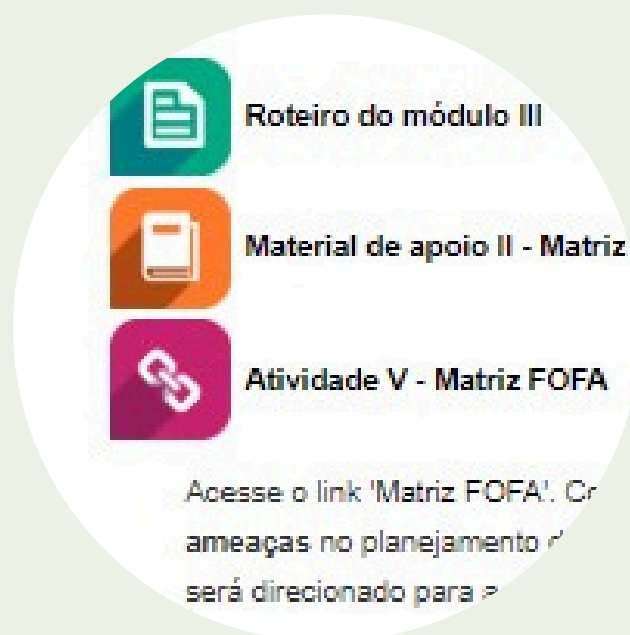 Roteiro do módulo III
Material de apoio II - Matriz
Atividade V - Matriz FOFA
Acesse o link 'Matriz FOFA'.
ameaças no planejamento
será direcionado para